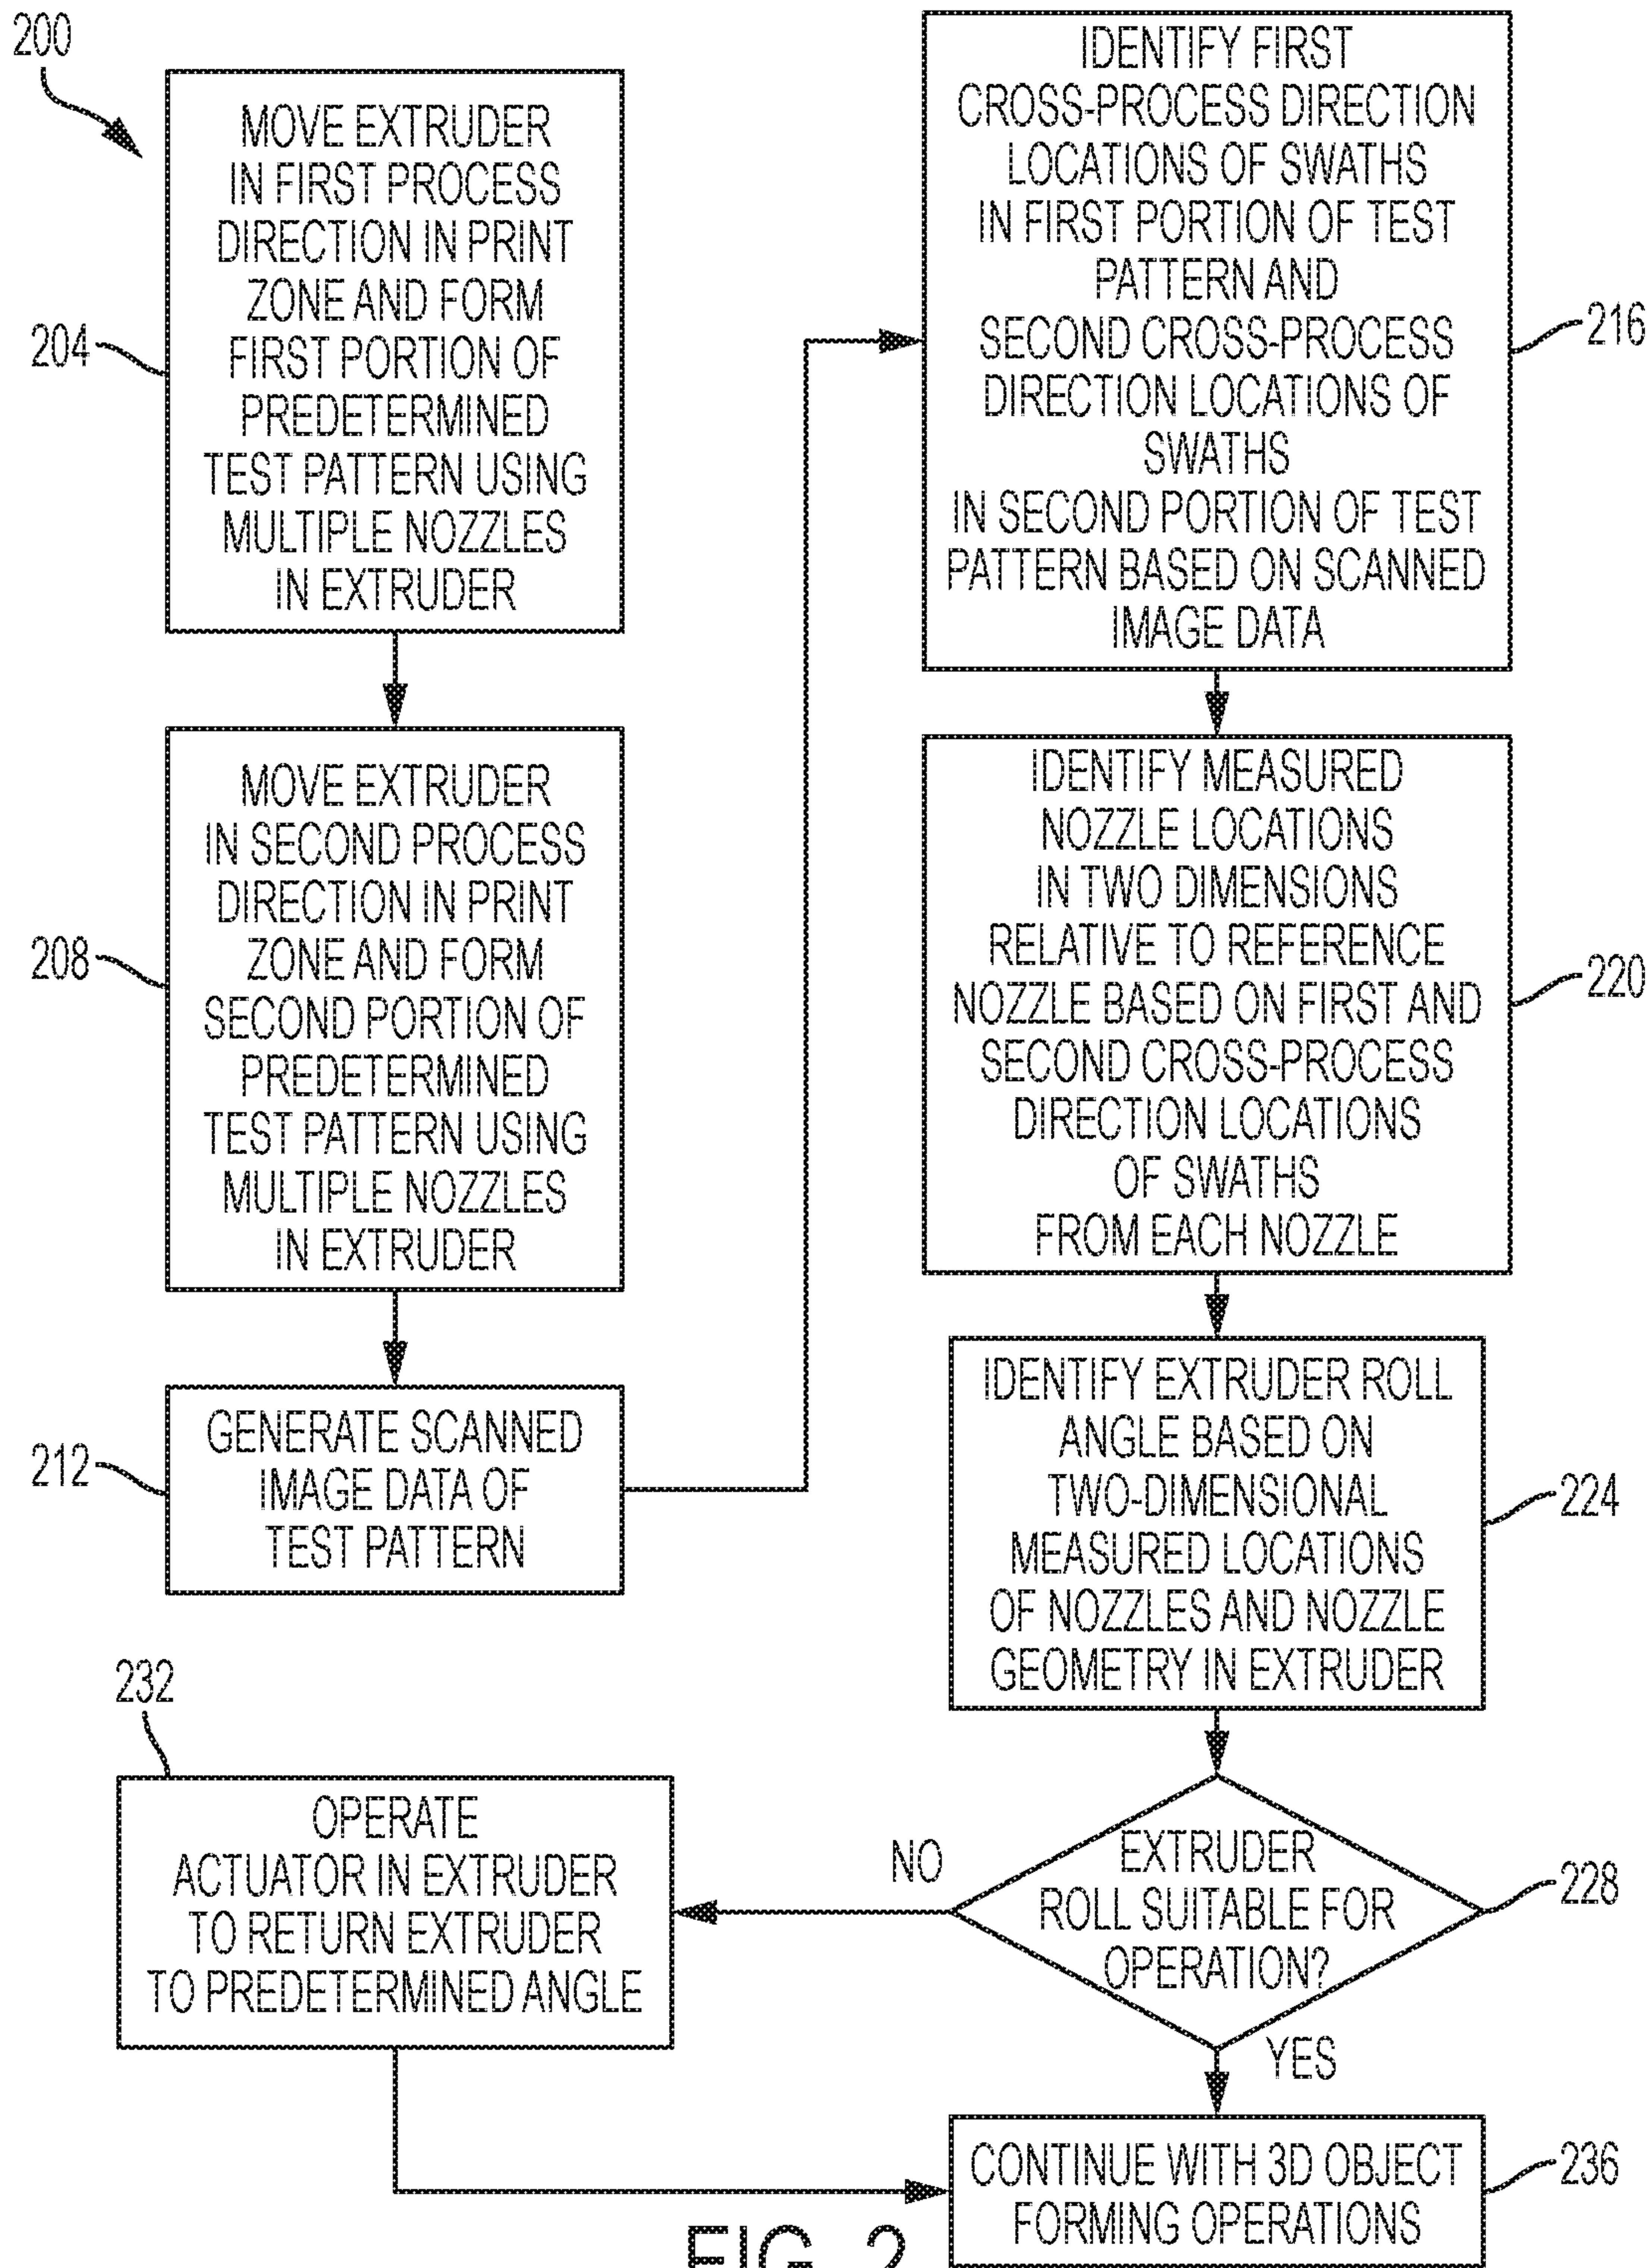 200
MOVE EXTRUDER
IN FIRST PROCESS
DIRECTION IN PRINT
ZONE AND FORM
FIRST PORTION OF
PREDETERMINED
TEST PATTERN USING
MULTIPLE NOZZLES
IN EXTRUDER
204
MOVE EXTRUDER
IN SECOND PROCESS
DIRECTION IN PRINT
ZONE AND FORM
SECOND PORTION OF
PREDETERMINED
TEST PATTERN USING
MULTIPLE NOZZLES
IN EXTRUDER
208
GENERATE SCANNED
IMAGE DATA OF
TEST PATTERN
212
IDENTIFY FIRST
CROSS-PROCESS DIRECTION
LOCATIONS OF SWATHS
IN FIRST PORTION OF TEST
PATTERN AND
SECOND CROSS-PROCESS
DIRECTION LOCATIONS OF
SWATHS
IN SECOND PORTION OF TEST
PATTERN BASED ON SCANNED
IMAGE DATA
216
IDENTIFY MEASURED
NOZZLE LOCATIONS
IN TWO DIMENSIONS
RELATIVE TO REFERENCE
NOZZLE BASED ON FIRST AND
SECOND CROSS-PROCESS
DIRECTION LOCATIONS
OF SWATHS
FROM EACH NOZZLE
220
IDENTIFY EXTRUDER ROLL
ANGLE BASED ON
TWO-DIMENSIONAL
MEASURED LOCATIONS
OF NOZZLES AND NOZZLE
GEOMETRY IN EXTRUDER
224
EXTRUDER
ROLL SUITABLE FOR
OPERATION?
228
NO
YES
232
OPERATE
ACTUATOR IN EXTRUDER
TO RETURN EXTRUDER
TO PREDETERMINED ANGLE
CONTINUE WITH 3D OBJECT
FORMING OPERATIONS
236
FIG. 2